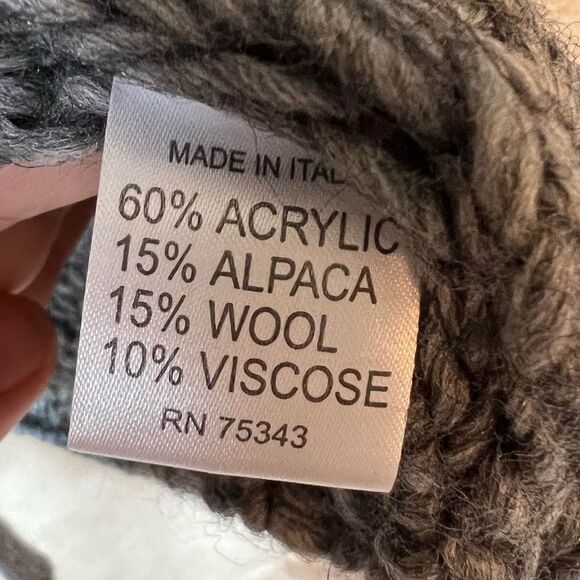 MADE IN ITAL
60% ACRYLIC
15% ALPACA
15% WOOL
10% VISCOSE
RN 75343